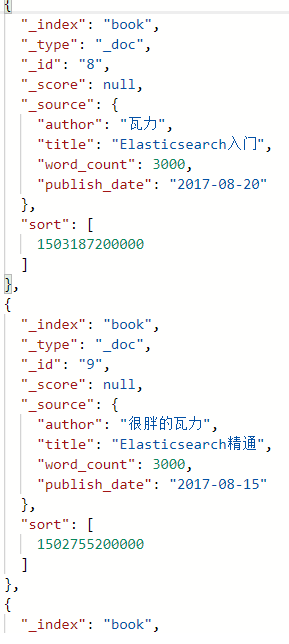 {
"_index": "book",
"_type": "_doc",
"_id": "8",
"_score": null,
"_source": {
"author": "瓦力",
"title": "Elasticsearch入门",
"word_count": 3000,
"publish_date": "2017-08-20"
},
"sort": [
1503187200000
]
},
{
"_index": "book",
"_type": "_doc",
"_id": "9",
"_score": null,
"_source": {
"author": "很胖的瓦力",
"title": "Elasticsearch精通",
"word_count": 3000,
"publish_date": "2017-08-15"
},
"sort": [
1502755200000
]
},
{
"_index": "book",